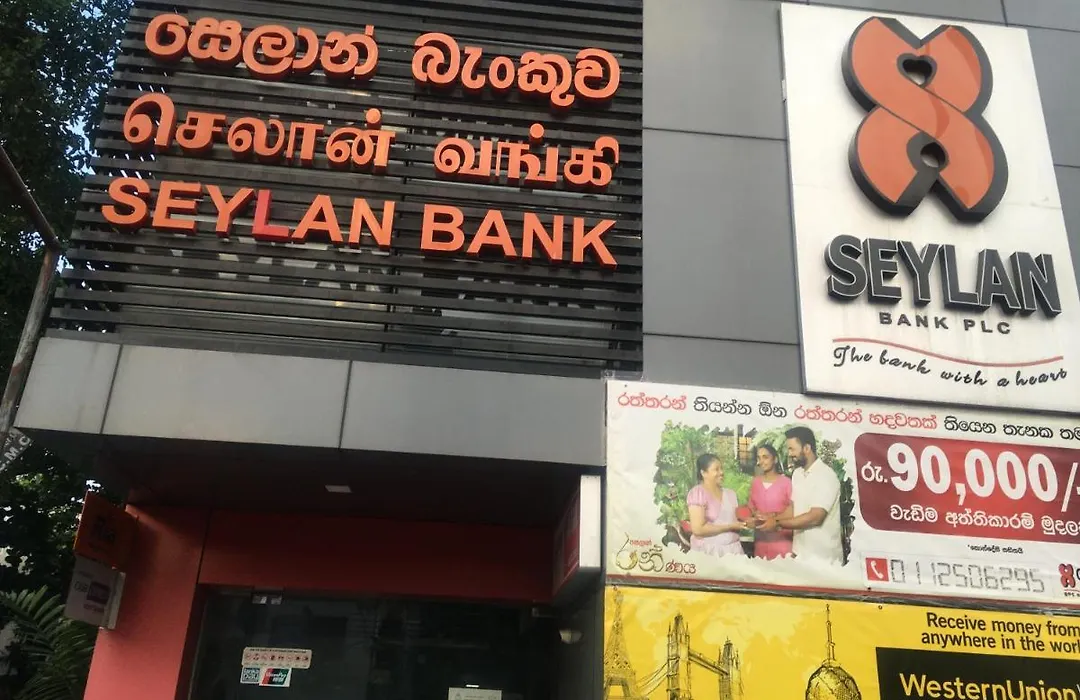 සෙලාන් බැංකුව
செலான் வங்கி
SEYLAN BANK
SEYLAN
BANK PLC
The bank with a heart
රත්තරන් තියන්න ඕන රත්තරන් හදවතක් තියෙන තැනක
රු. 90,000/-
වැඩිම අත්තිකාරම් මුදල
0112506295
Receive money from
anywhere in the world
WesternUnion